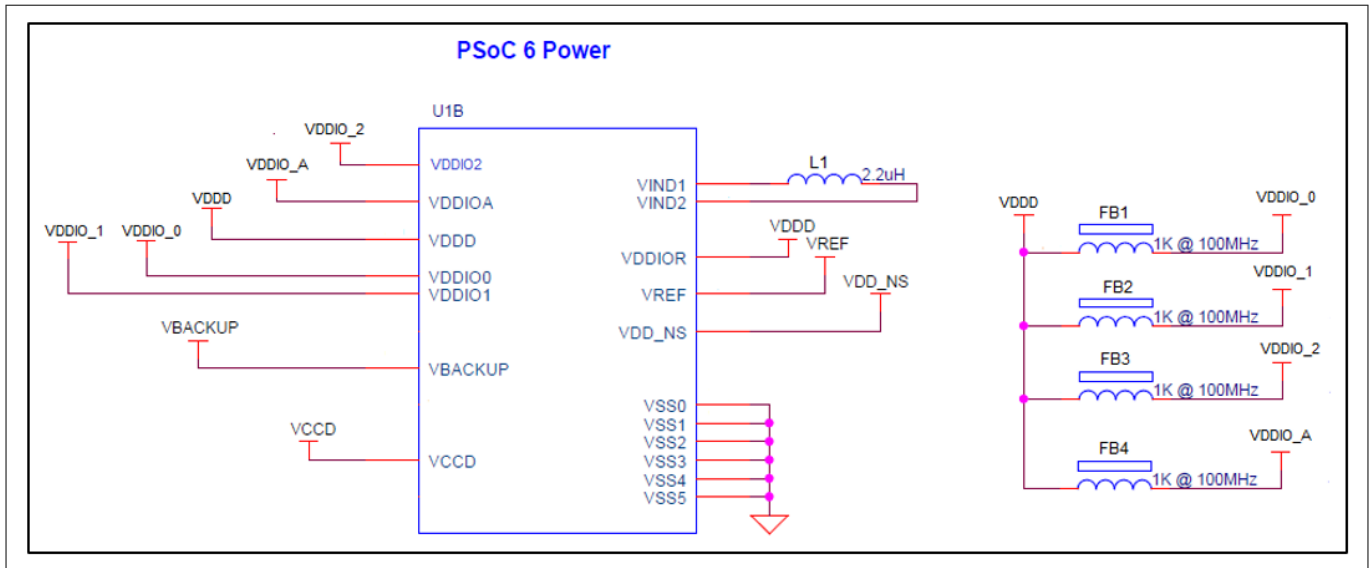 PSoC 6 Power
U1B
VDDIO_2
VDDIO_A
VDDD
VDDIO_1
VDDIO_0
VBACKUP
VCCD
VDDIO2
VDDIOA
VDDD
VDDIO0
VDDIO1
VBACKUP
VCCD
VIND1
VIND2
VDDIOR
VREF
VDD_NS
VSS0
VSS1
VSS2
VSS3
VSS4
VSS5
L1
2.2uH
VDDD
VREF
VDD_NS
VDDD
FB1
1K @ 100MHz
VDDIO_0
FB2
1K @ 100MHz
VDDIO_1
FB3
1K @ 100MHz
VDDIO_2
FB4
1K @ 100MHz
VDDIO_A